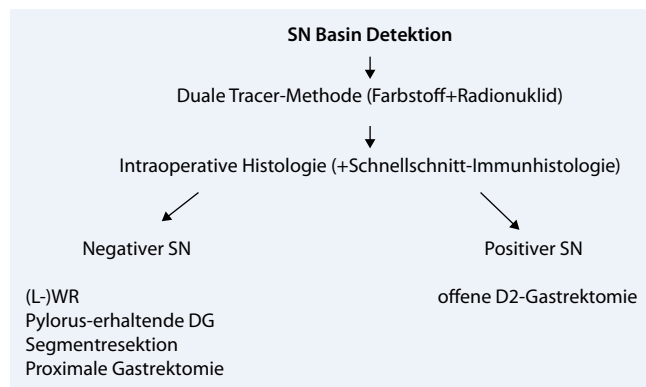 SN Basin Detektion
Duale Tracer-Methode (Farbstoff+Radionuklid)
Intraoperative Histologie (+Schnellschnitt-Immunhistologie)
Negativer SN
(L-)WR
Pylorus-erhaltende DG
Segmentresektion
Proximale Gastrektomie
Positiver SN
offene D2-Gastrektomie